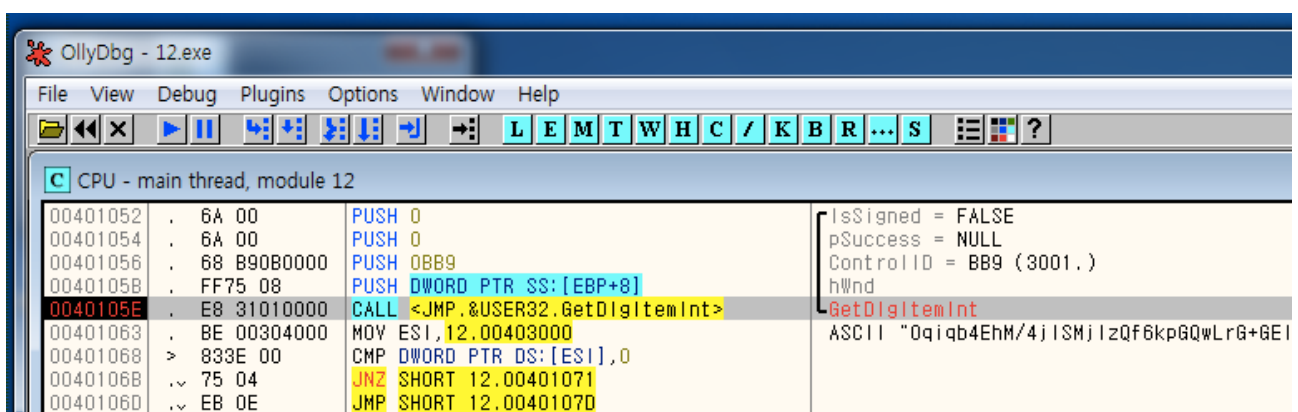 OllyDbg - 12.exe
File View Debug Plugins Options Window Help
L E M T W H C / K B R ... S ?
C CPU - main thread, module 12
00401052 . 6A 00 PUSH 0 IsSigned = FALSE
00401054 . 6A 00 PUSH 0 pSuccess = NULL
00401056 . 68 B90B0000 PUSH 0BB9 ControlID = BB9 (3001.)
0040105B . FF75 08 PUSH DWORD PTR SS:[EBP+8] hWnd
0040105E . E8 31010000 CALL <JMP.&USER32.GetDlgItemInt> GetDlgItemInt
00401063 . BE 00304000 MOV ESI,12.00403000 ASCII "0qiqb4EhM/4jISMjIzQf6kpGQwLrG+GEI
00401068 > 833E 00 CMP DWORD PTR DS:[ESI],0
0040106B .v 75 04 JNZ SHORT 12.00401071
0040106D .v EB 0E JMP SHORT 12.0040107D